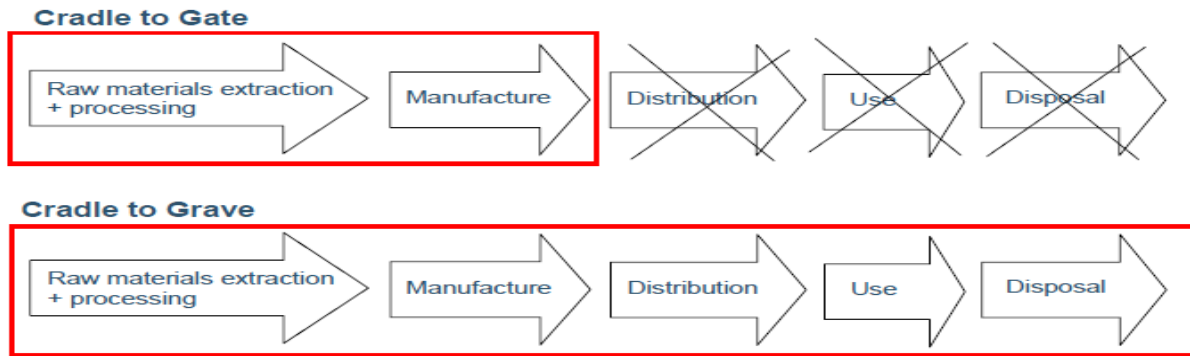 Cradle to Gate
Raw materials extraction
+ processing
Manufacture
Distribution
Use
Disposal
Cradle to Grave
Raw materials extraction
+ processing
Manufacture
Distribution
Use
Disposal